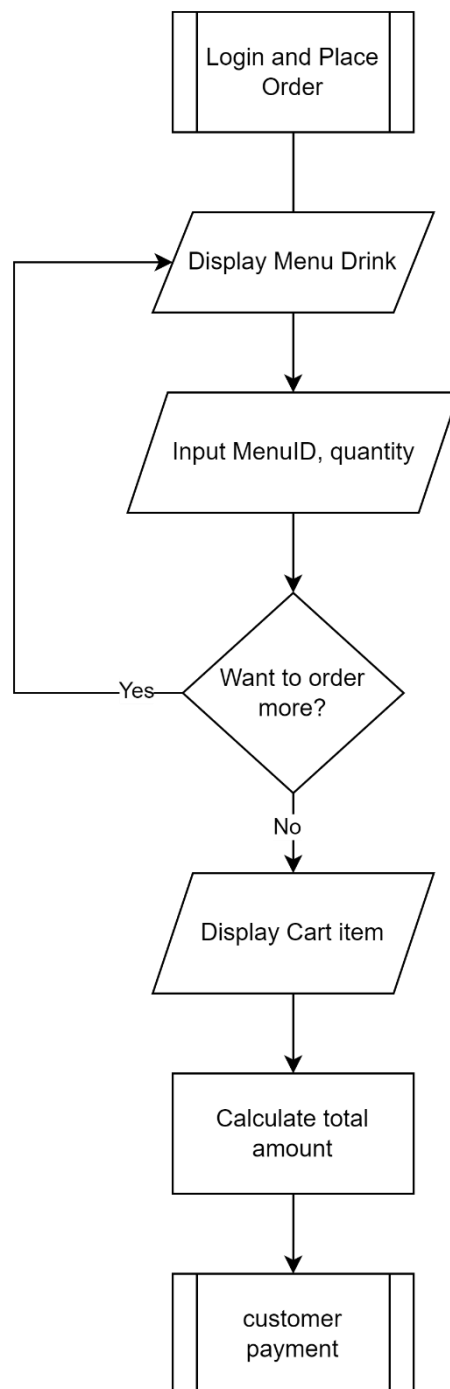 Login and Place
Order
Display Menu Drink
Input MenuID, quantity
Want to order
more?
Yes
No
Display Cart item
Calculate total
amount
customer
payment